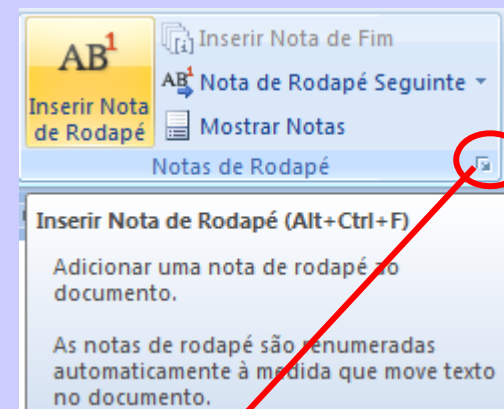 AB¹
Inserir Nota
de Rodapé
[i] Inserir Nota de Fim
AB¹ Nota de Rodapé Seguinte
Mostrar Notas
Notas de Rodapé
Inserir Nota de Rodapé (Alt+Ctrl+F)
Adicionar uma nota de rodapé ao
documento.
As notas de rodapé são renumeradas
automaticamente à medida que move texto
no documento.